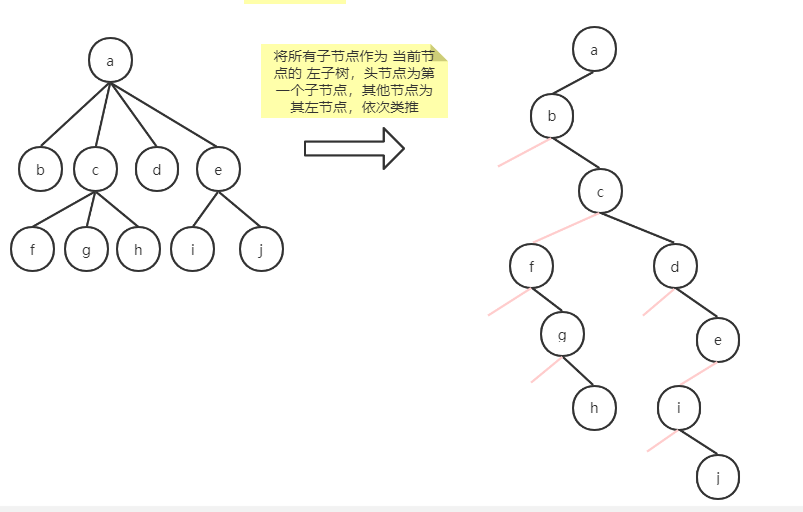 a
b
c
d
e
f
g
h
i
j
将所有子节点作为 当前节
点的 左子树，头节点为第
一个子节点，其他节点为
其左节点，依次类推
a
b
c
f
d
g
e
h
i
j